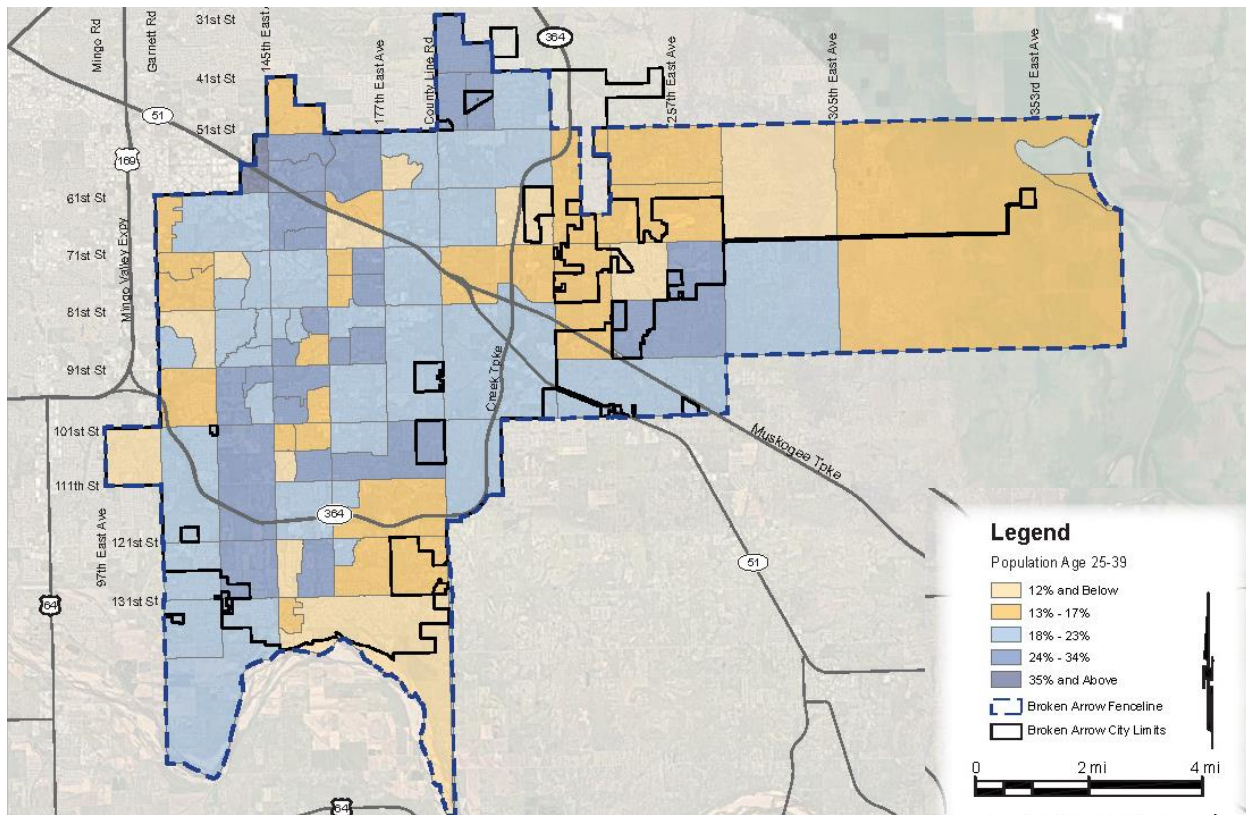 31st St
41st St
51st St
61st St
71st St
81st St
91st St
101st St
111th St
121st St
131st St
Mingo Rd
Garnett Rd
145th East Ave
177th East Ave
County Line Rd
257th East Ave
305th East Ave
353rd East Ave
51
169
364
Mingo Valley Expy
Creek Tpke
Muskogee Tpke
97th East Ave
364
51
64
64
Legend
Population Age 25-39
12% and Below
13% - 17%
18% - 23%
24% - 34%
35% and Above
Broken Arrow Fenceline
Broken Arrow City Limits
0 2 mi 4 mi